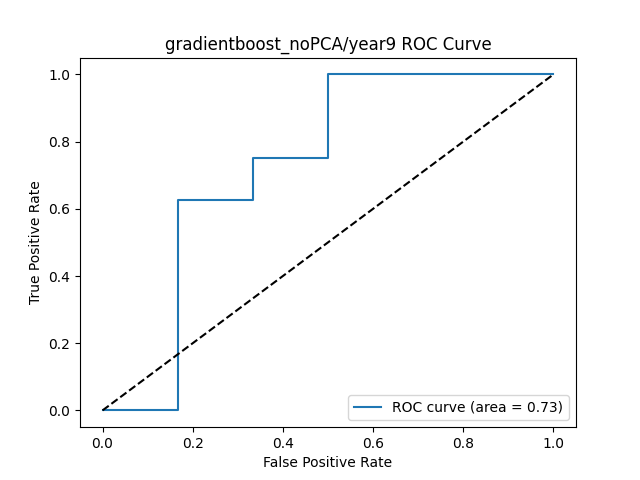 gradientboost_noPCA/year9 ROC Curve
True Positive Rate
1.0
0.8
0.6
0.4
0.2
0.0
ROC curve (area = 0.73)
0.0 0.2 0.4 0.6 0.8 1.0
False Positive Rate